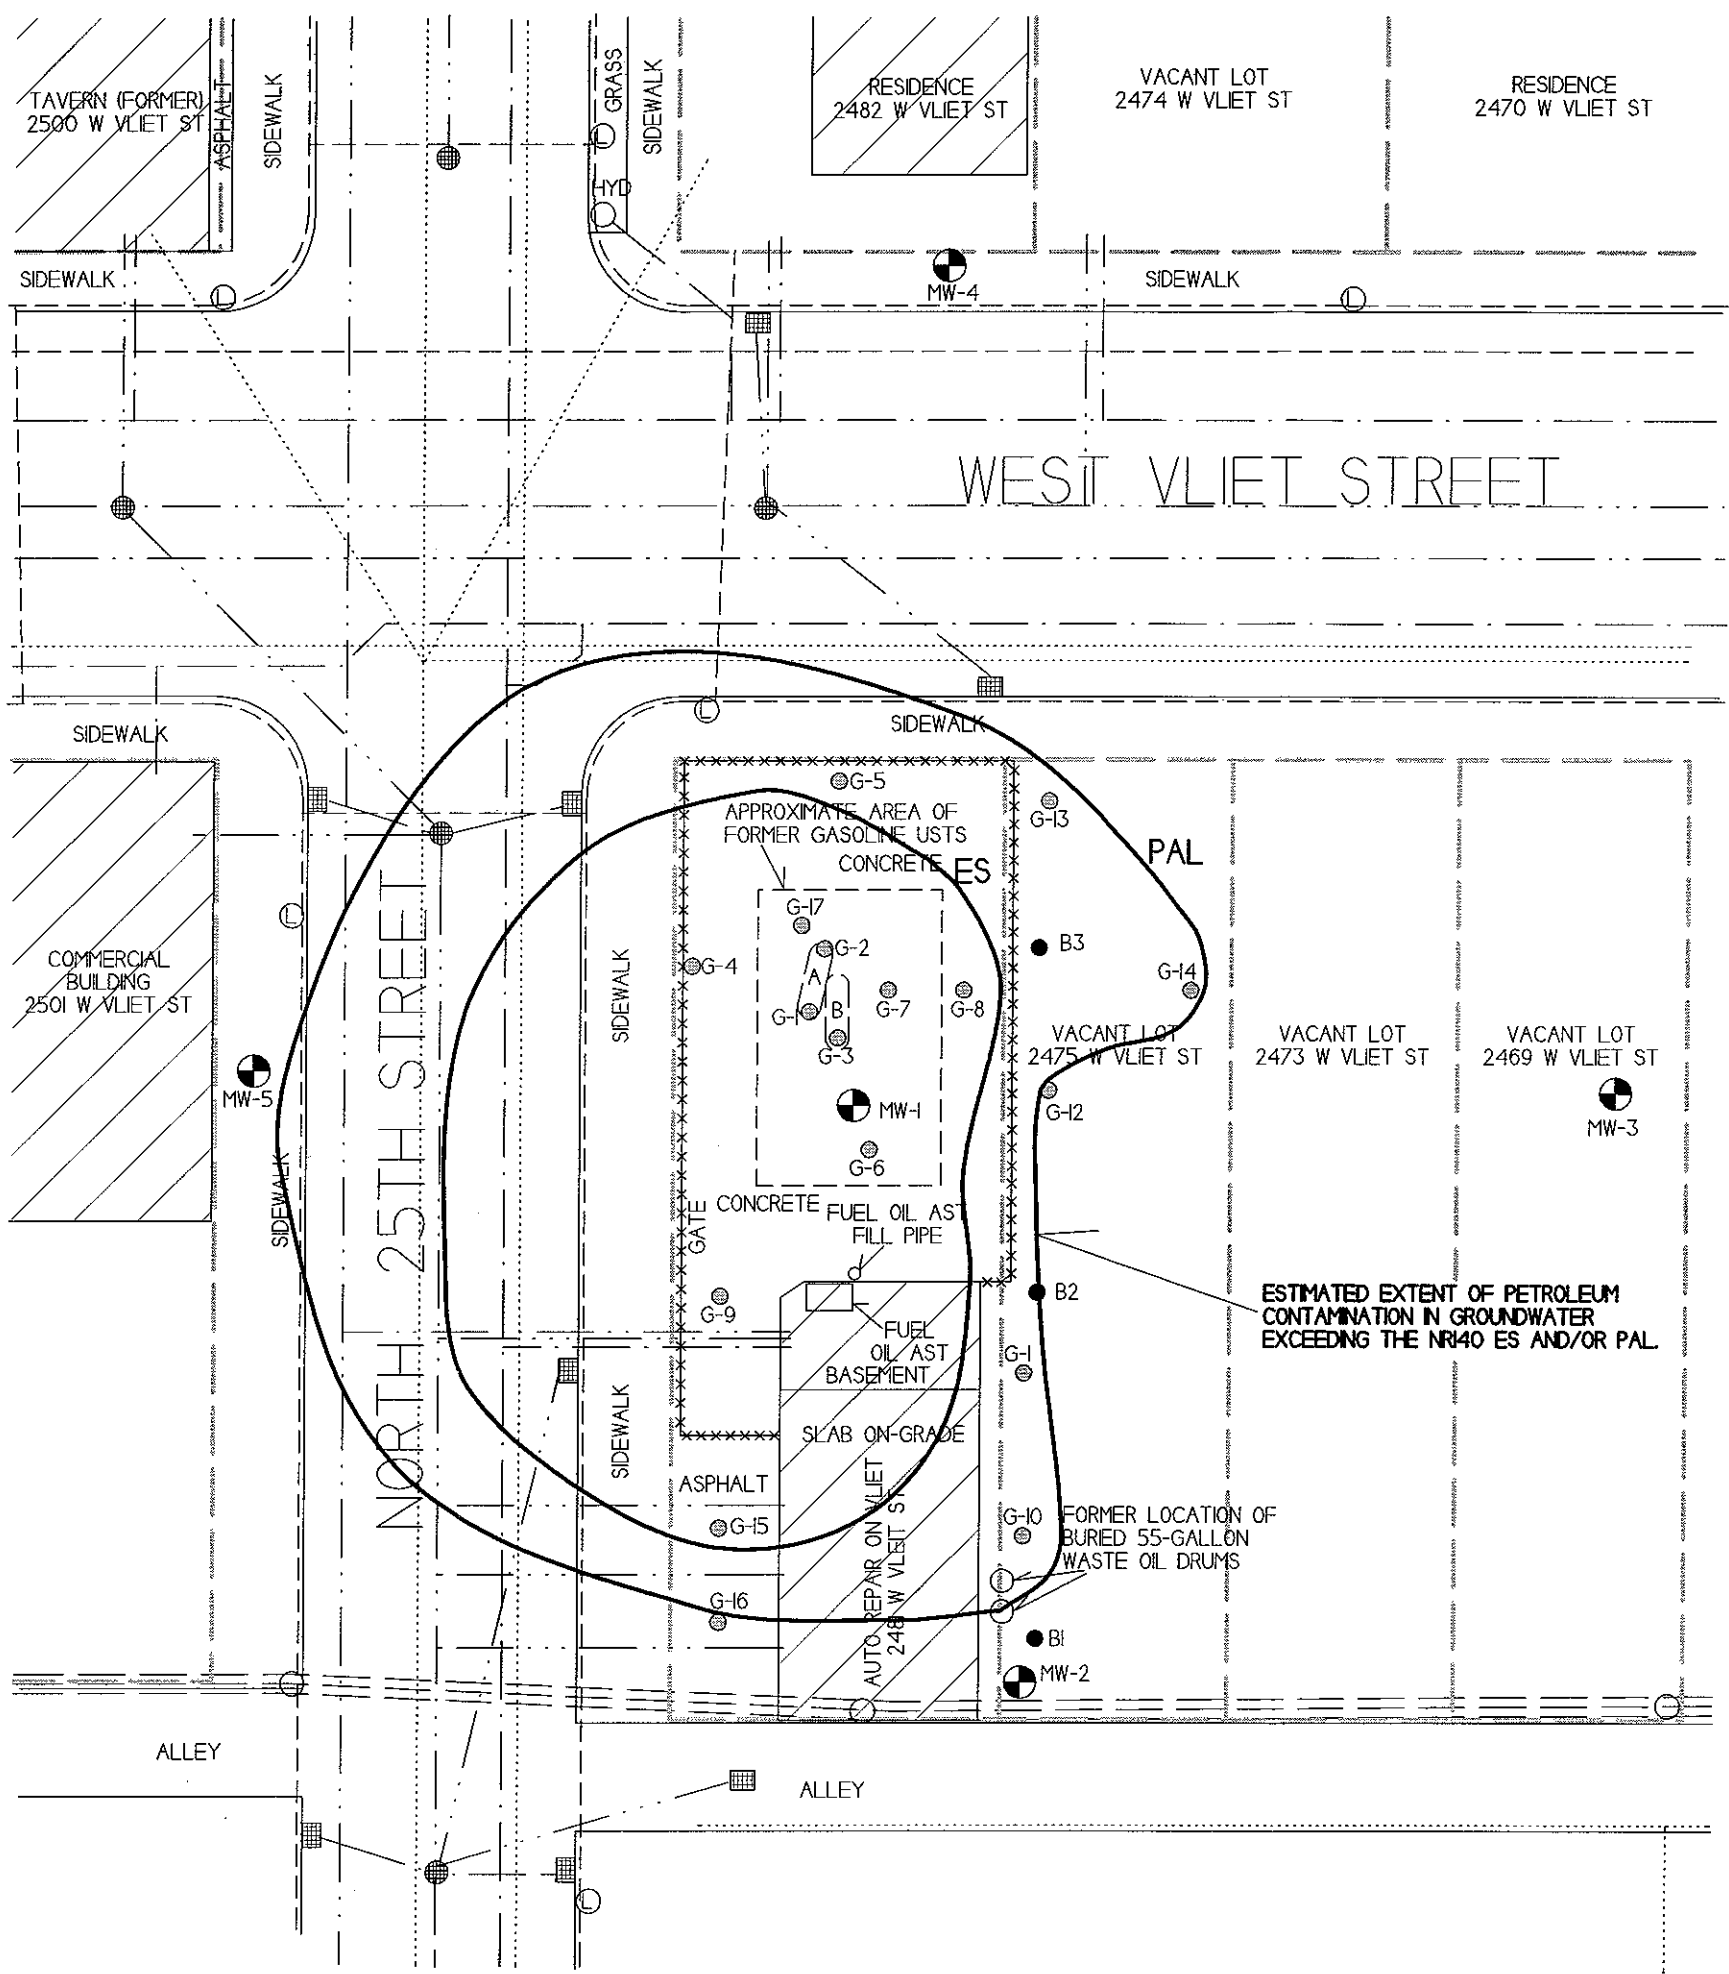 TAVERN (FORMER)
2500 W VLIET ST
ASPHALT
SIDEWALK
GRASS
SIDEWALK
L
HYD
RESIDENCE
2482 W VLIET ST
VACANT LOT
2474 W VLIET ST
RESIDENCE
2470 W VLIET ST
SIDEWALK
L
MW-4
SIDEWALK
L
WEST VLIET STREET
SIDEWALK
L
SIDEWALK
G-5
APPROXIMATE AREA OF
FORMER GASOLINE USTS
CONCRETE
ES
G-13
PAL
L
COMMERCIAL
BUILDING
2501 W VLIET ST
NORTH 25TH STREET
SIDEWALK
G-17
G-2
G-4
A
B
G-1
G-3
G-7
G-8
B3
G-14
VACANT LOT
2475 W VLIET ST
VACANT LOT
2473 W VLIET ST
VACANT LOT
2469 W VLIET ST
MW-5
MW-1
G-12
MW-3
G-6
SIDEWALK
GATE
CONCRETE
FUEL OIL AST
FILL PIPE
G-9
B2
ESTIMATED EXTENT OF PETROLEUM
CONTAMINATION IN GROUNDWATER
EXCEEDING THE NR140 ES AND/OR PAL.
FUEL
OIL AST
BASEMENT
G-1
SIDEWALK
SLAB ON-GRADE
ASPHALT
AUTO REPAIR ON VLIET
VLEIT ST
G-15
G-10
FORMER LOCATION OF
BURIED 55-GALLON
WASTE OIL DRUMS
G-16
B1
MW-2
ALLEY
ALLEY
L